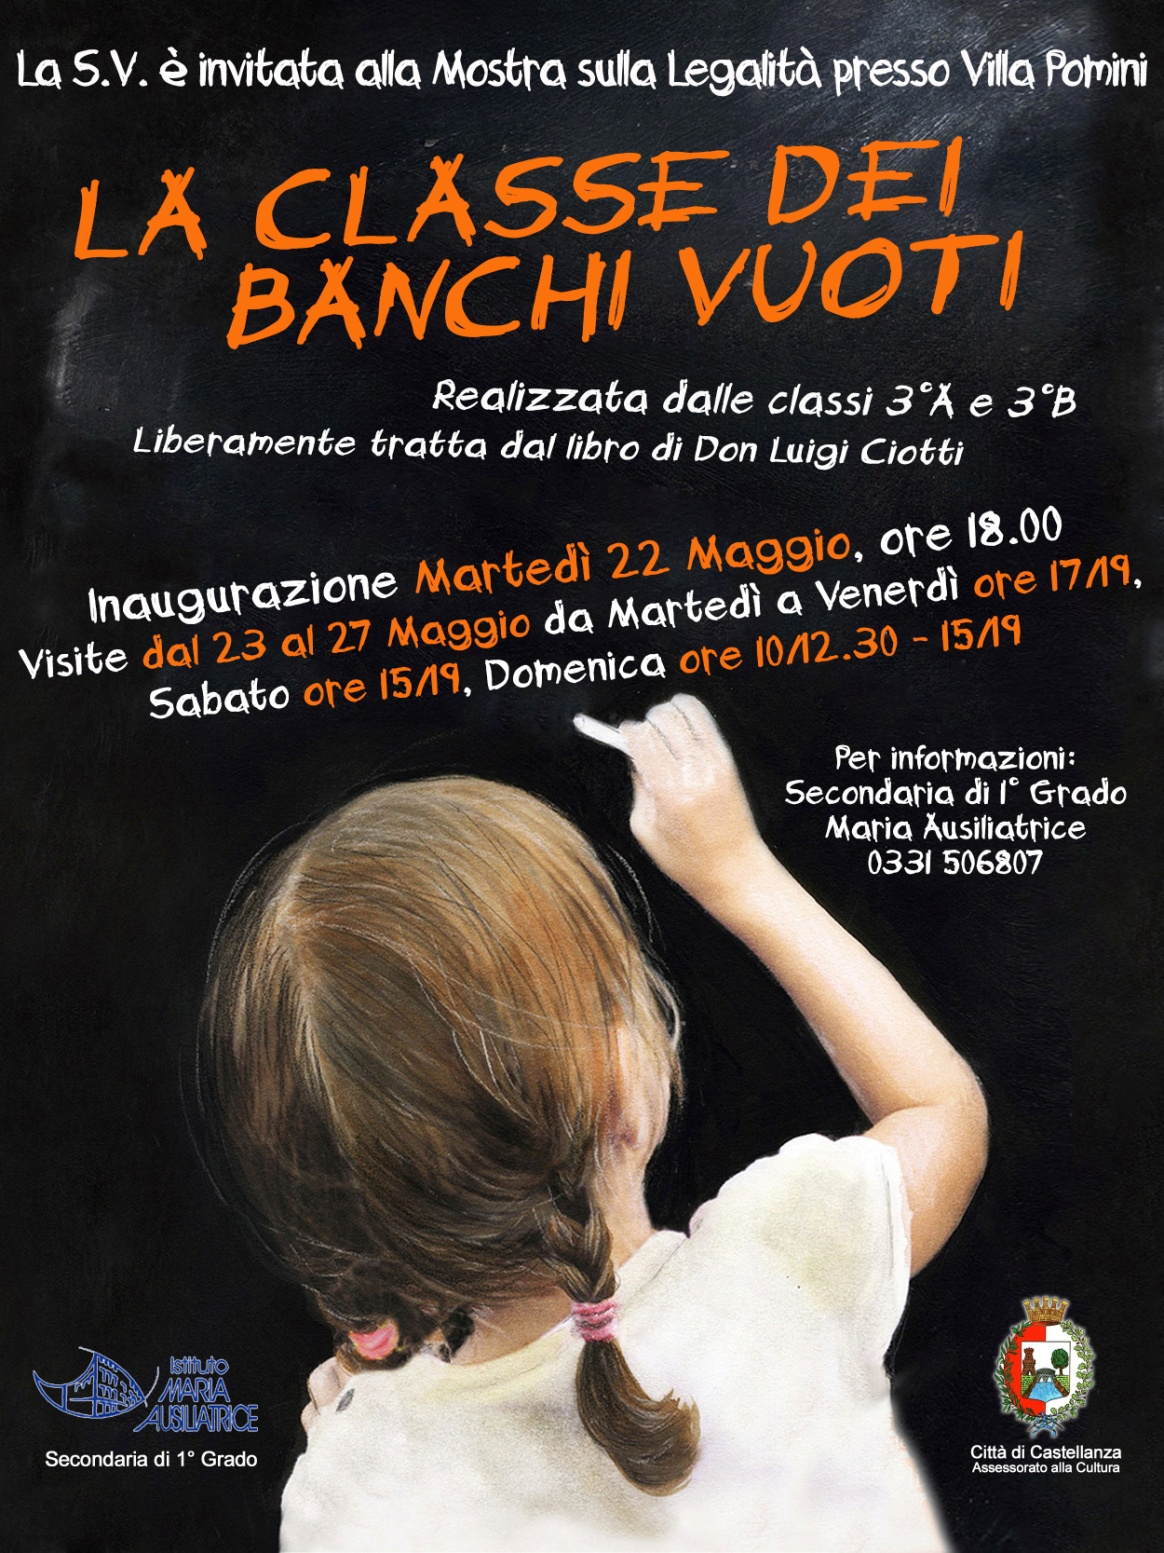 La S.V. è invitata alla Mostra sulla Legalità presso Villa Pomini
LA CLASSE DEI
BANCHI VUOTI
Realizzata dalle classi 3°A e 3°B
Liberamente tratta dal libro di Don Luigi Ciotti
Inaugurazione Martedì 22 Maggio, ore 18.00
Visite dal 23 al 27 Maggio da Martedì a Venerdì ore 17/19,
Sabato ore 15/19, Domenica ore 10/12.30 - 15/19
Per informazioni:
Secondaria di 1° Grado
Maria Ausiliatrice
0331 506807
Istituto
MARIA
AUSILIATRICE
Secondaria di 1° Grado
Città di Castellanza
Assessorato alla Cultura